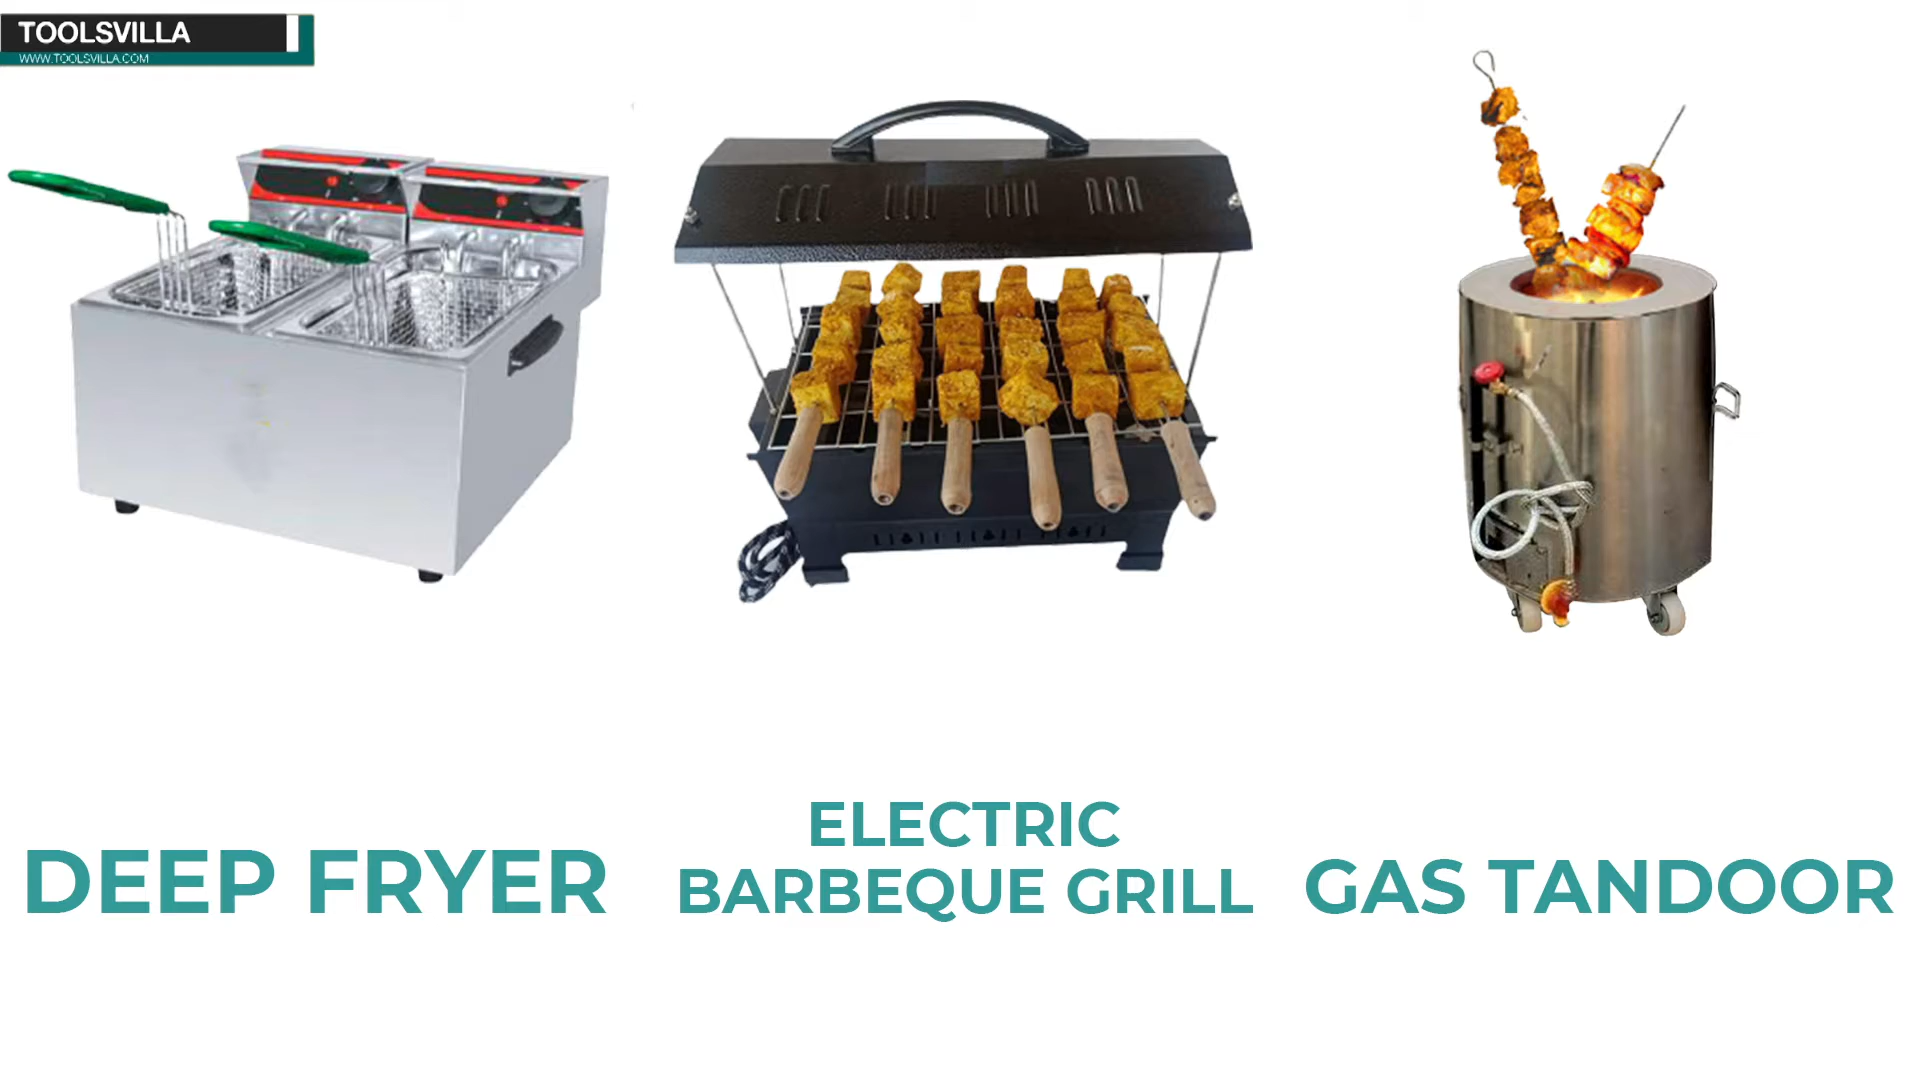 TOOLSVILLA
WWW.TOOLSVILLA.COM
DEEP FRYER
ELECTRIC
BARBEQUE GRILL
GAS TANDOOR